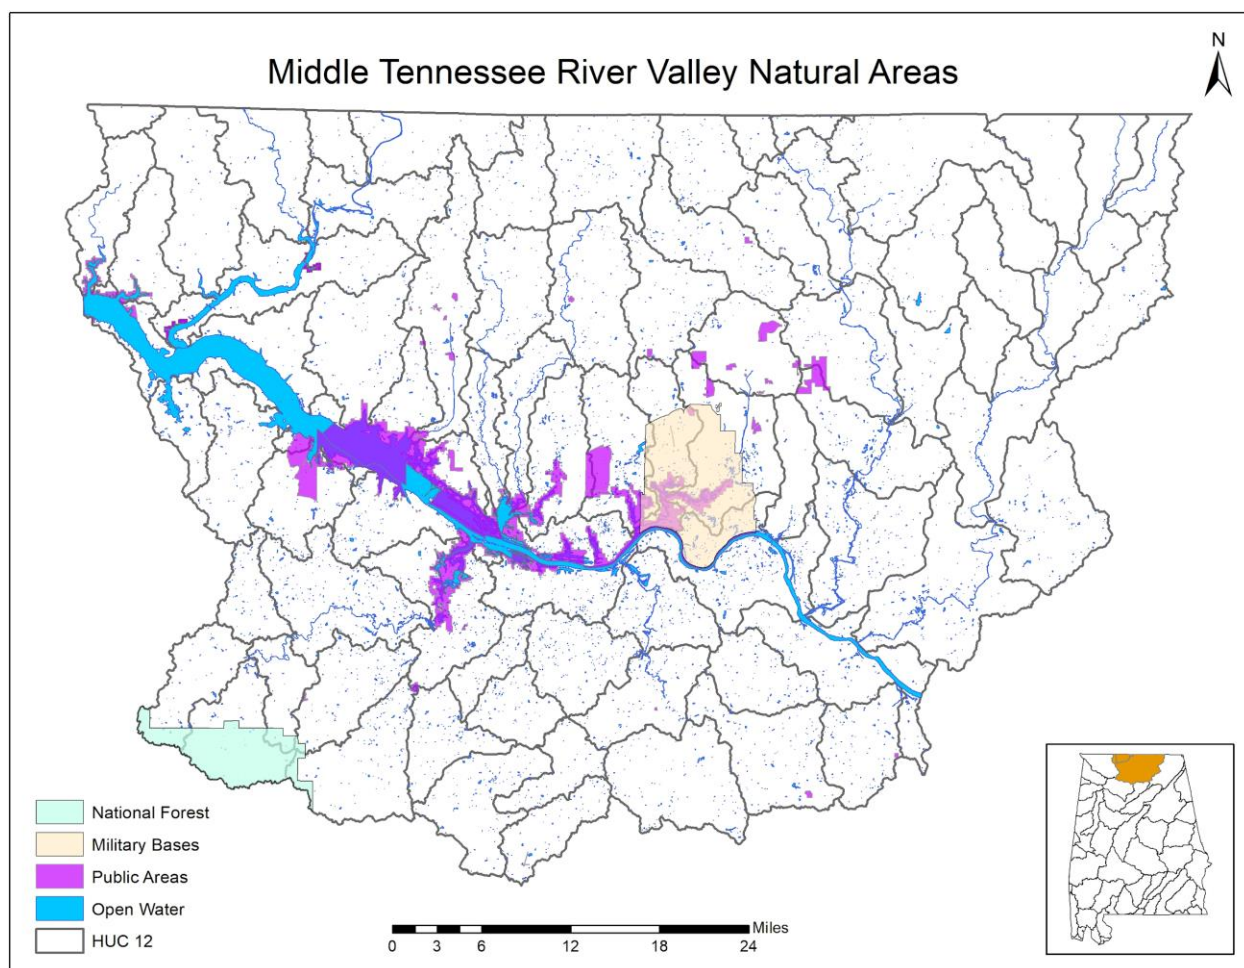 N
Middle Tennessee River Valley Natural Areas
National Forest
Military Bases
Public Areas
Open Water
HUC 12
Miles
0 3 6 12 18 24